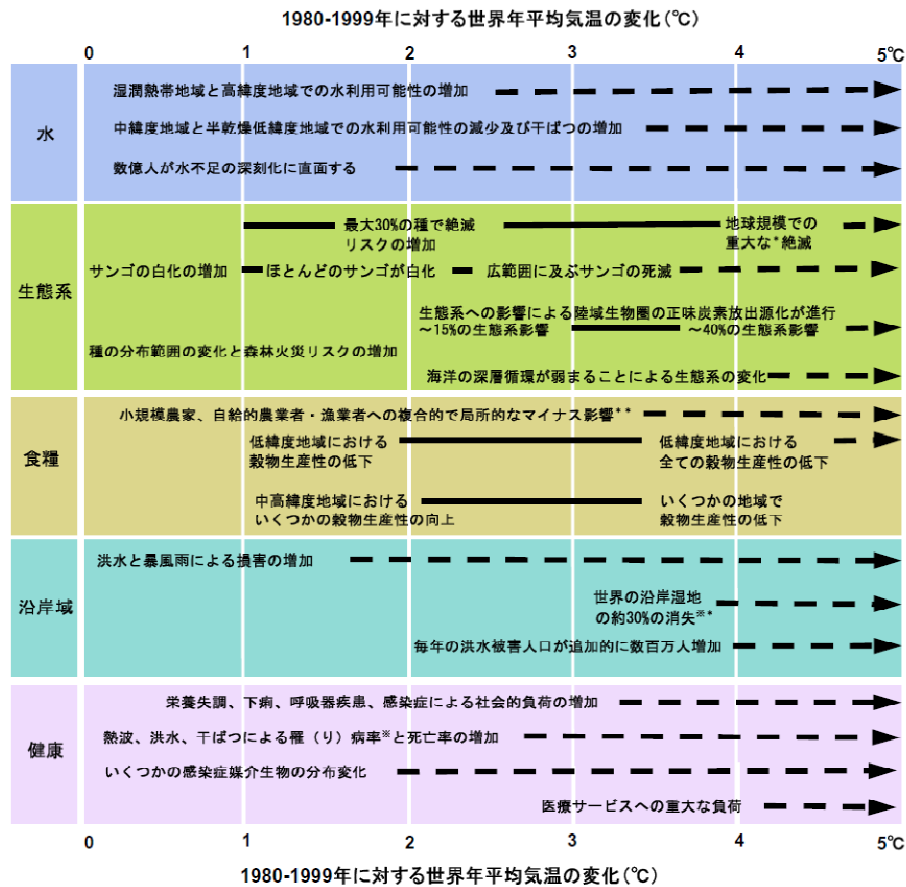 1980-1999年に対する世界年平均気温の変化(℃)
0 1 2 3 4 5℃
水
湿潤熱帯地域と高緯度地域での水利用可能性の増加
中緯度地域と半乾燥低緯度地域での水利用可能性の減少及び干ばつの増加
数億人が水不足の深刻化に直面する
生態系
最大30%の種で絶滅
リスクの増加
地球規模での
重大な*絶滅
サンゴの白化の増加 ほとんどのサンゴが白化 広範囲に及ぶサンゴの死滅
生態系への影響による陸域生物圏の正味炭素放出源化が進行
～15%の生態系影響 ～40%の生態系影響
種の分布範囲の変化と森林火災リスクの増加
海洋の深層循環が弱まることによる生態系の変化
食糧
小規模農家、自給的農業者・漁業者への複合的で局所的なマイナス影響**
低緯度地域における
穀物生産性の低下
低緯度地域における
全ての穀物生産性の低下
中高緯度地域における
いくつかの穀物生産性の向上
いくつかの地域で
穀物生産性の低下
沿岸域
洪水と暴風雨による損害の増加
世界の沿岸湿地
の約30%の消失※*
毎年の洪水被害人口が追加的に数百万人増加
健康
栄養失調、下痢、呼吸器疾患、感染症による社会的負荷の増加
熱波、洪水、干ばつによる罹（り）病率※と死亡率の増加
いくつかの感染症媒介生物の分布変化
医療サービスへの重大な負荷
0 1 2 3 4 5℃
1980-1999年に対する世界年平均気温の変化(℃)